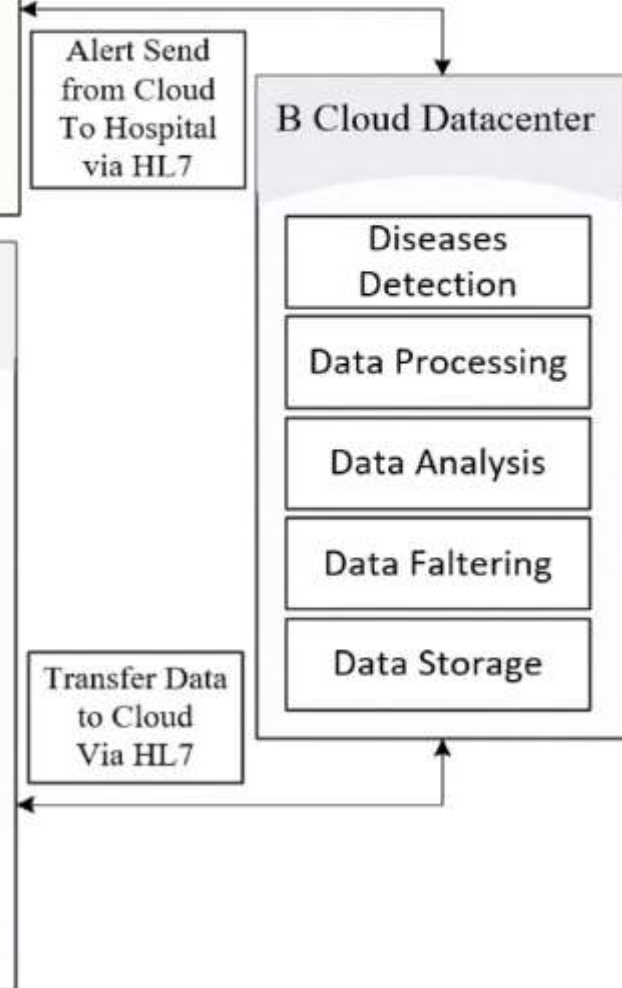 Alert Send
from Cloud
To Hospital
via HL7
B Cloud Datacenter
Diseases
Detection
Data Processing
Data Analysis
Data Faltering
Data Storage
Transfer Data
to Cloud
Via HL7